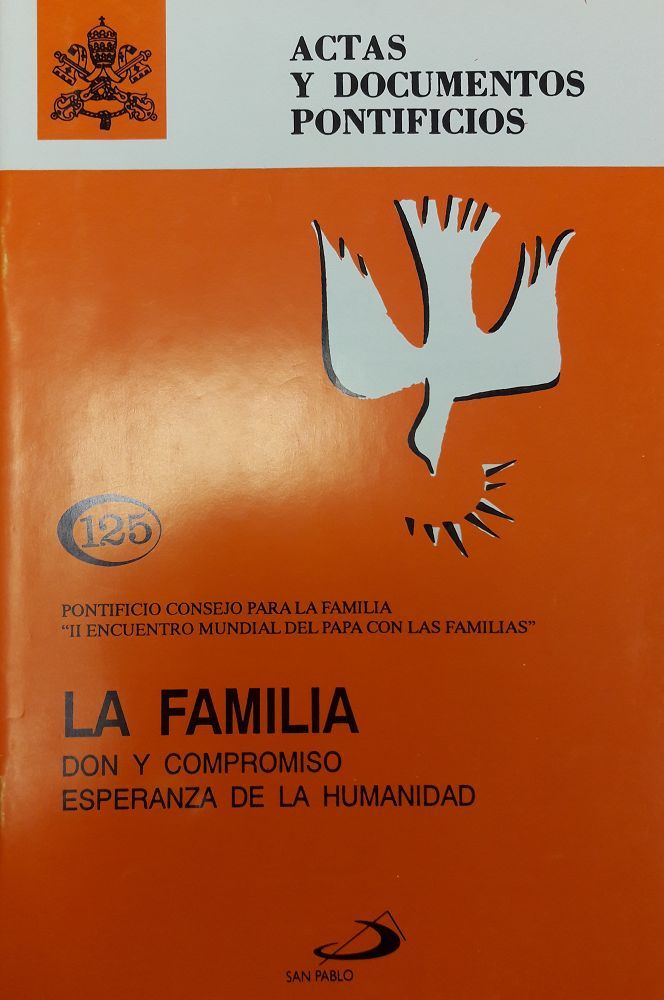 ACTAS
Y DOCUMENTOS
PONTIFICIOS
125
PONTIFICIO CONSEJO PARA LA FAMILIA
“II ENCUENTRO MUNDIAL DEL PAPA CON LAS FAMILIAS”
LA FAMILIA
DON Y COMPROMISO
ESPERANZA DE LA HUMANIDAD
SAN PABLO